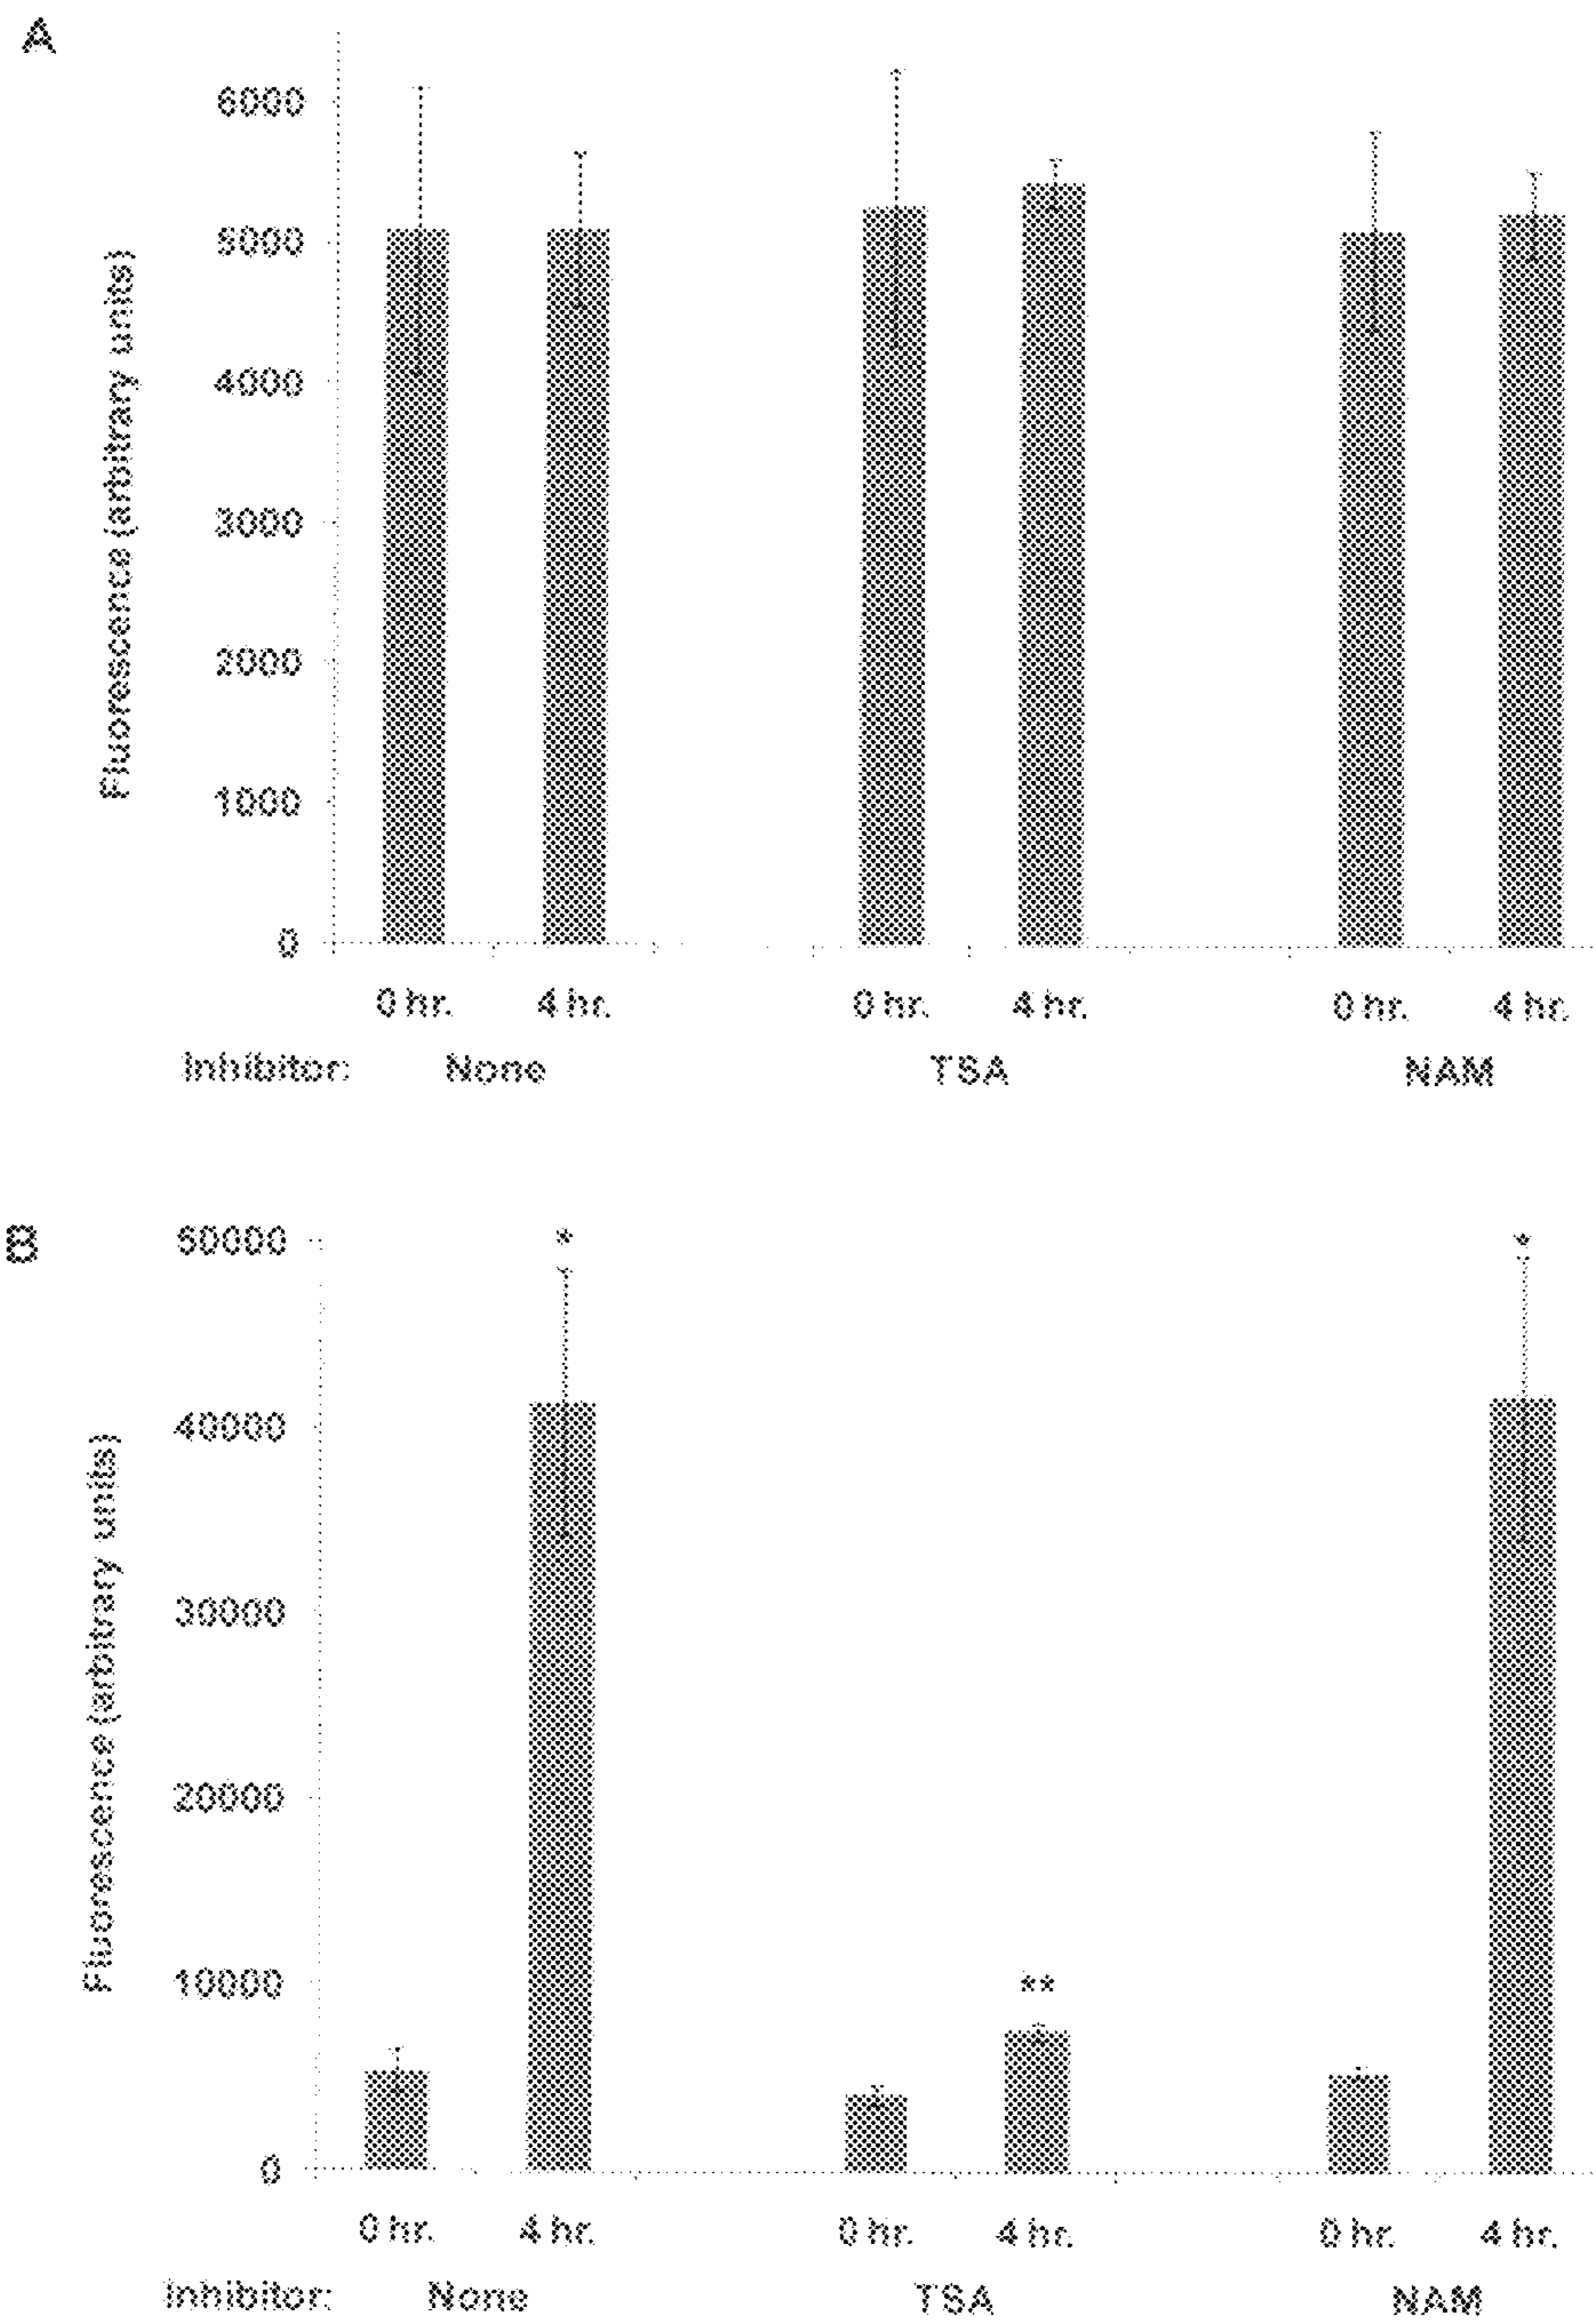 A
6000
5000
4000
3000
2000
1000
0
Fluorescence (arbitrary units)
0 hr. 4 hr. 0 hr. 4 hr. 0 hr. 4 hr.
Inhibitor: None TSA NAM
B
50000
40000
30000
20000
10000
0
Fluorescence (arbitrary units)
* ** *
0 hr. 4 hr. 0 hr. 4 hr. 0 hr. 4 hr.
Inhibitor: None TSA NAM